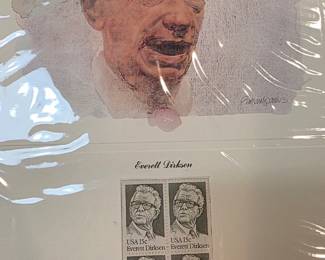 Everett Dirksen
USA 15c USA 15c
Everett Dirksen Everett Dirksen